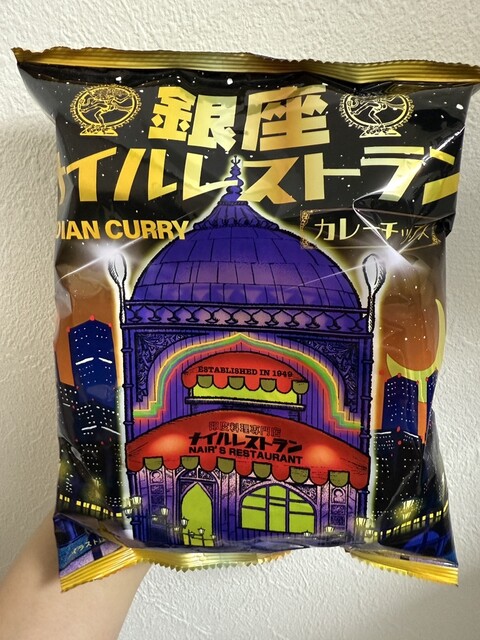 銀座
ナイルレストラン
DIAN CURRY
カレーチップス
ESTABLISHED IN 1949
印度料理専門店
ナイルレストラン
NAIR'S RESTAURANT